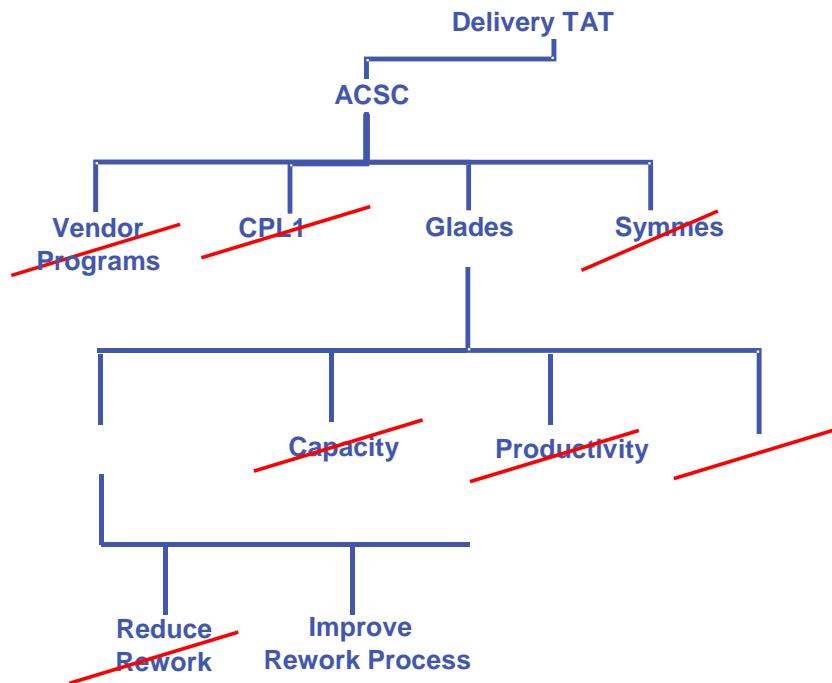 Delivery TAT
ACSC
Vendor
Programs
CPL1
Glades
Symmes
Capacity
Productivity
Reduce
Rework
Improve
Rework Process